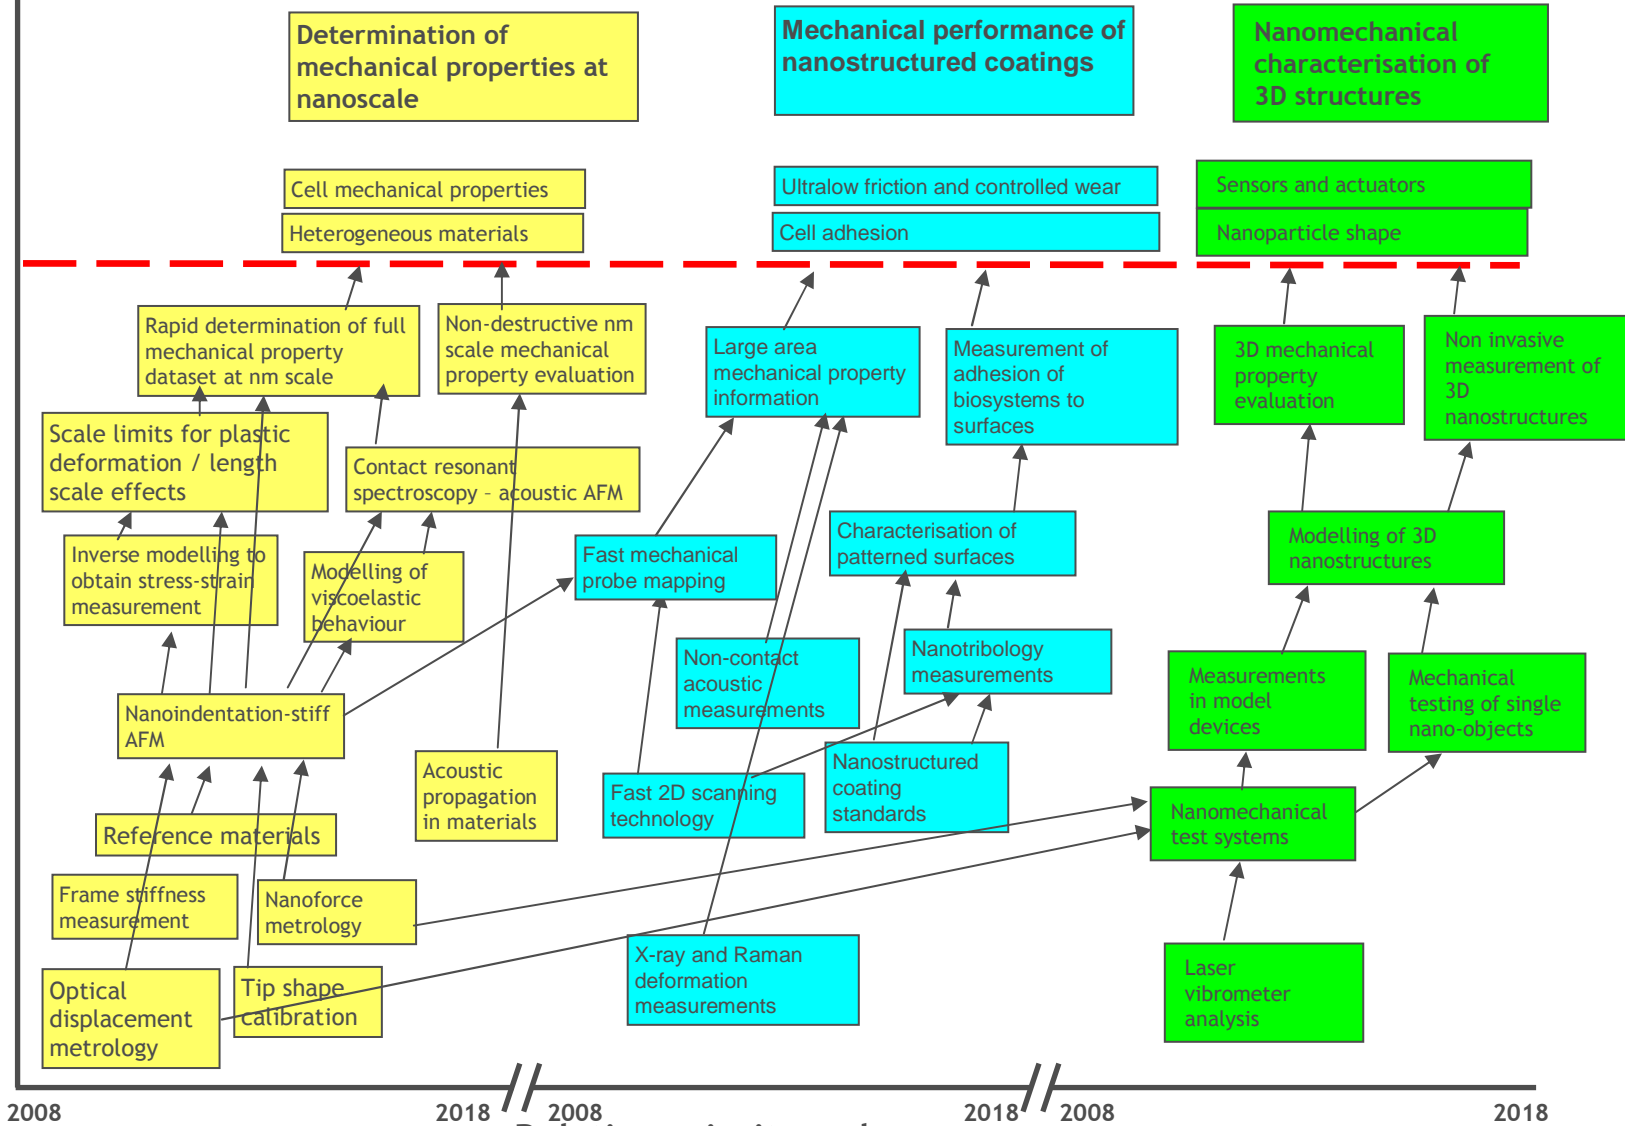 Determination of
mechanical properties at
nanoscale
Mechanical performance of
nanostructured coatings
Nanomechanical
characterisation of
3D structures
Cell mechanical properties
Heterogeneous materials
Ultralow friction and controlled wear
Cell adhesion
Sensors and actuators
Nanoparticle shape
Rapid determination of full
mechanical property
dataset at nm scale
Non-destructive nm
scale mechanical
property evaluation
Large area
mechanical property
information
Measurement of
adhesion of
biosystems to
surfaces
3D mechanical
property
evaluation
Non invasive
measurement of
3D
nanostructures
Scale limits for plastic
deformation / length
scale effects
Contact resonant
spectroscopy – acoustic AFM
Characterisation of
patterned surfaces
Modelling of 3D
nanostructures
Inverse modelling to
obtain stress-strain
measurement
Modelling of
viscoelastic
behaviour
Fast mechanical
probe mapping
Non-contact
acoustic
measurements
Nanotribology
measurements
Measurements
in model
devices
Mechanical
testing of single
nano-objects
Nanoindentation-stiff
AFM
Acoustic
propagation
in materials
Fast 2D scanning
technology
Nanostructured
coating
standards
Nanomechanical
test systems
Reference materials
Frame stiffness
measurement
Nanoforce
metrology
X-ray and Raman
deformation
measurements
Laser
vibrometer
analysis
Optical
displacement
metrology
Tip shape
calibration
2008
2018
2008
2018
2008
2018